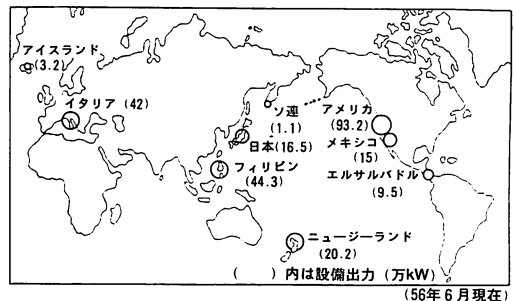 アイスランド
(3.2)
イタリア (42)
ソ連
(1.1)
アメリカ
(93.2)
日本(16.5)
メキシコ
(15)
フィリピン
(44.3)
エルサルバドル
(9.5)
ニュージーランド
(20.2)
(　　)内は設備出力(万kW)
(56年6月現在)